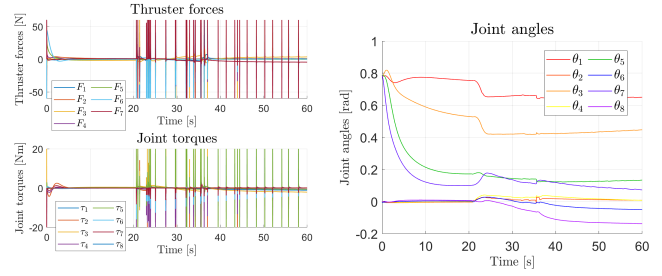 Thruster forces
Thruster forces [N]
50
0
-50
F1 F5
F2 F6
F3 F7
F4
0 10 20 30 40 50 60
Time [s]
Joint torques
Joint torques [Nm]
20
0
-20
τ1 τ5
τ2 τ6
τ3 τ7
τ4 τ8
0 10 20 30 40 50 60
Time [s]
Joint angles
Joint angles [rad]
1
0.8
0.6
0.4
0.2
0
-0.2
θ1 θ5
θ2 θ6
θ3 θ7
θ4 θ8
0 10 20 30 40 50 60
Time [s]